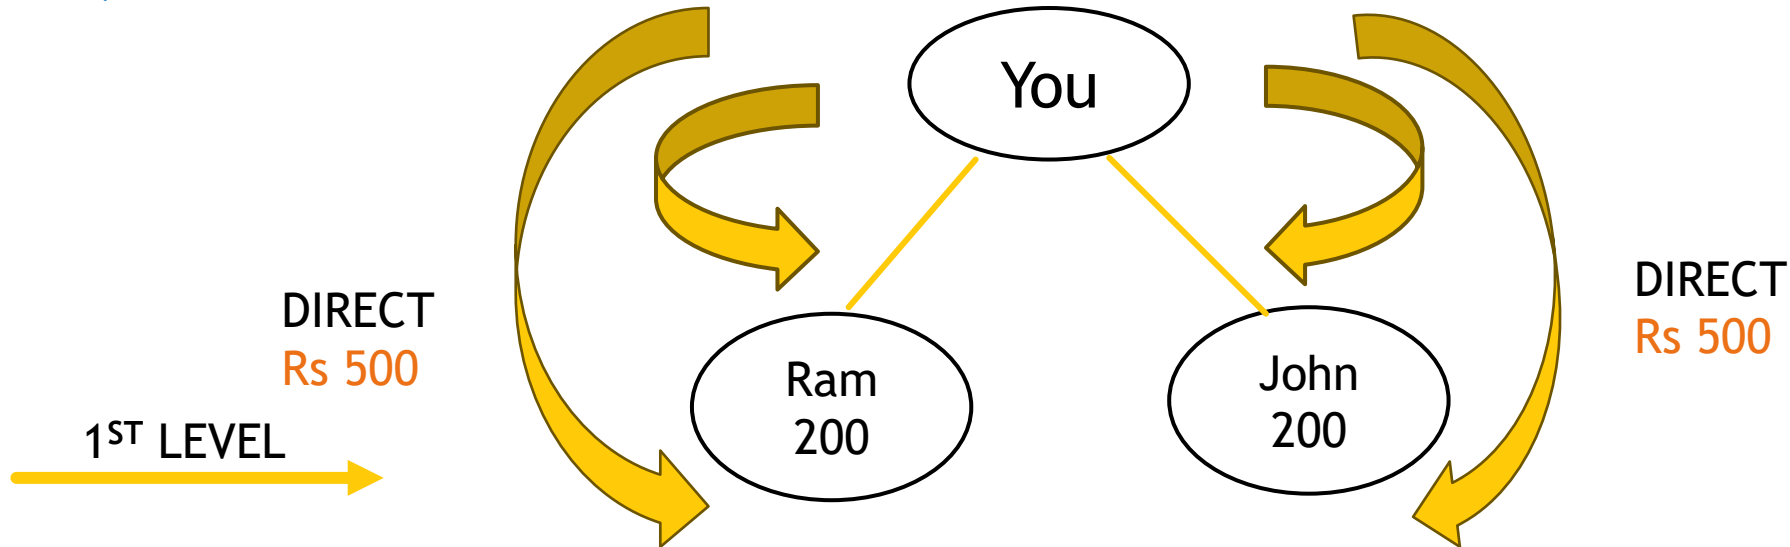 You
DIRECT
Rs 500
DIRECT
Rs 500
Ram
200
John
200
1ST LEVEL